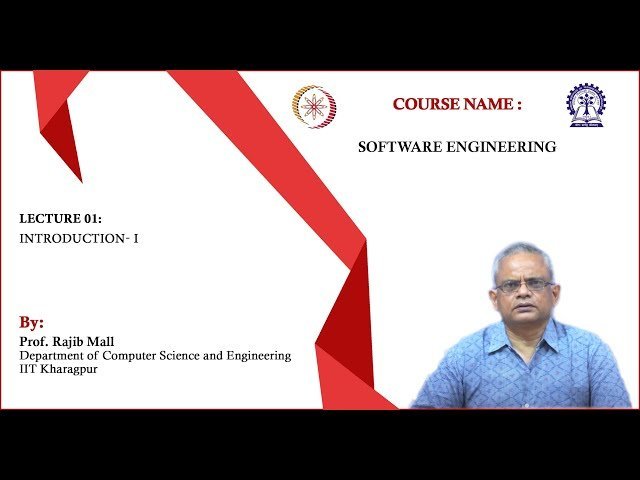 COURSE NAME :
SOFTWARE ENGINEERING
LECTURE 01:
INTRODUCTION- I
By:
Prof. Rajib Mall
Department of Computer Science and Engineering
IIT Kharagpur